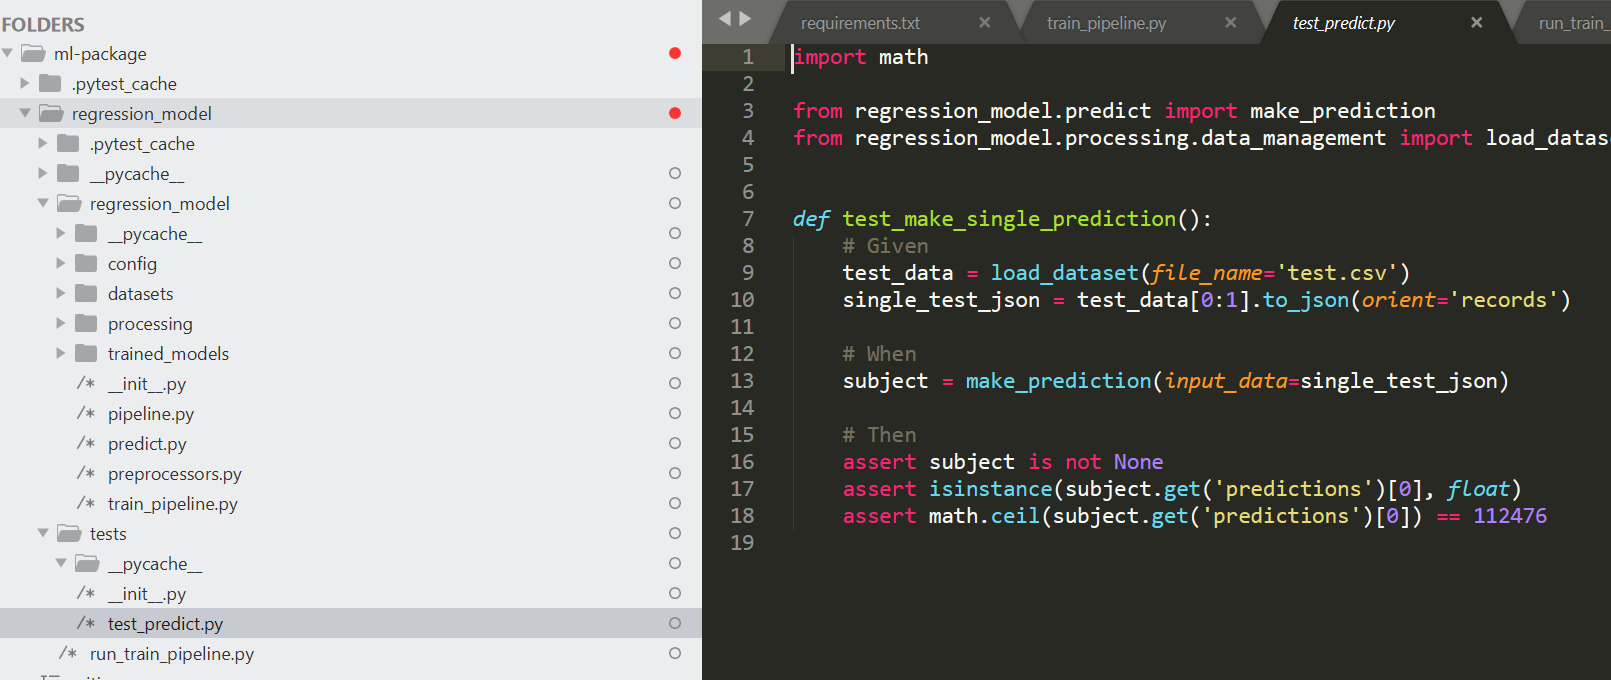 FOLDERS
ml-package
.pytest_cache
regression_model
.pytest_cache
__pycache__
regression_model
__pycache__
config
datasets
processing
trained_models
/* __init__.py
/* pipeline.py
/* predict.py
/* preprocessors.py
/* train_pipeline.py
tests
__pycache__
/* __init__.py
/* test_predict.py
/* run_train_pipeline.py
requirements.txt × train_pipeline.py × test_predict.py × run_train_
1 import math
2
3 from regression_model.predict import make_prediction
4 from regression_model.processing.data_management import load_datas
5
6
7 def test_make_single_prediction():
8 # Given
9 test_data = load_dataset(file_name='test.csv')
10 single_test_json = test_data[0:1].to_json(orient='records')
11
12 # When
13 subject = make_prediction(input_data=single_test_json)
14
15 # Then
16 assert subject is not None
17 assert isinstance(subject.get('predictions')[0], float)
18 assert math.ceil(subject.get('predictions')[0]) == 112476
19